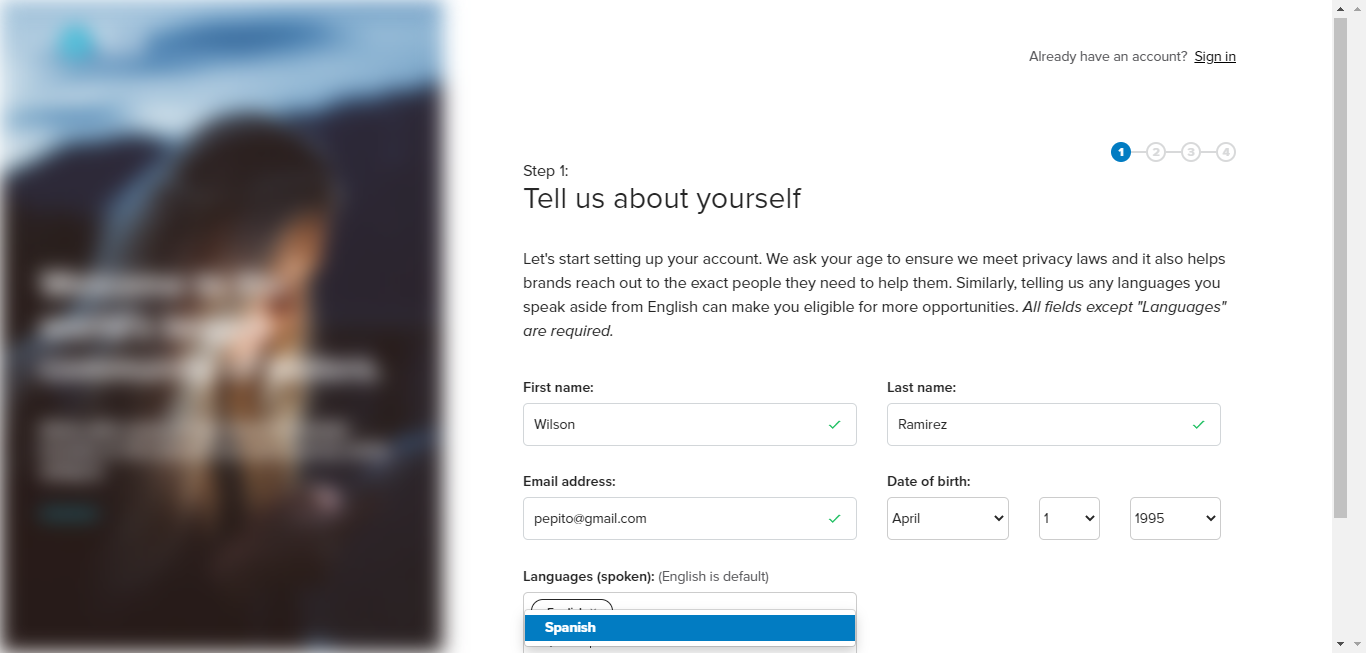 Already have an account? Sign in
1 2 3 4
Step 1:
Tell us about yourself
Let's start setting up your account. We ask your age to ensure we meet privacy laws and it also helps
brands reach out to the exact people they need to help them. Similarly, telling us any languages you
speak aside from English can make you eligible for more opportunities. All fields except "Languages"
are required.
First name:
Last name:
Wilson
Ramirez
Email address:
Date of birth:
pepito@gmail.com
April
1
1995
Languages (spoken): (English is default)
Spanish